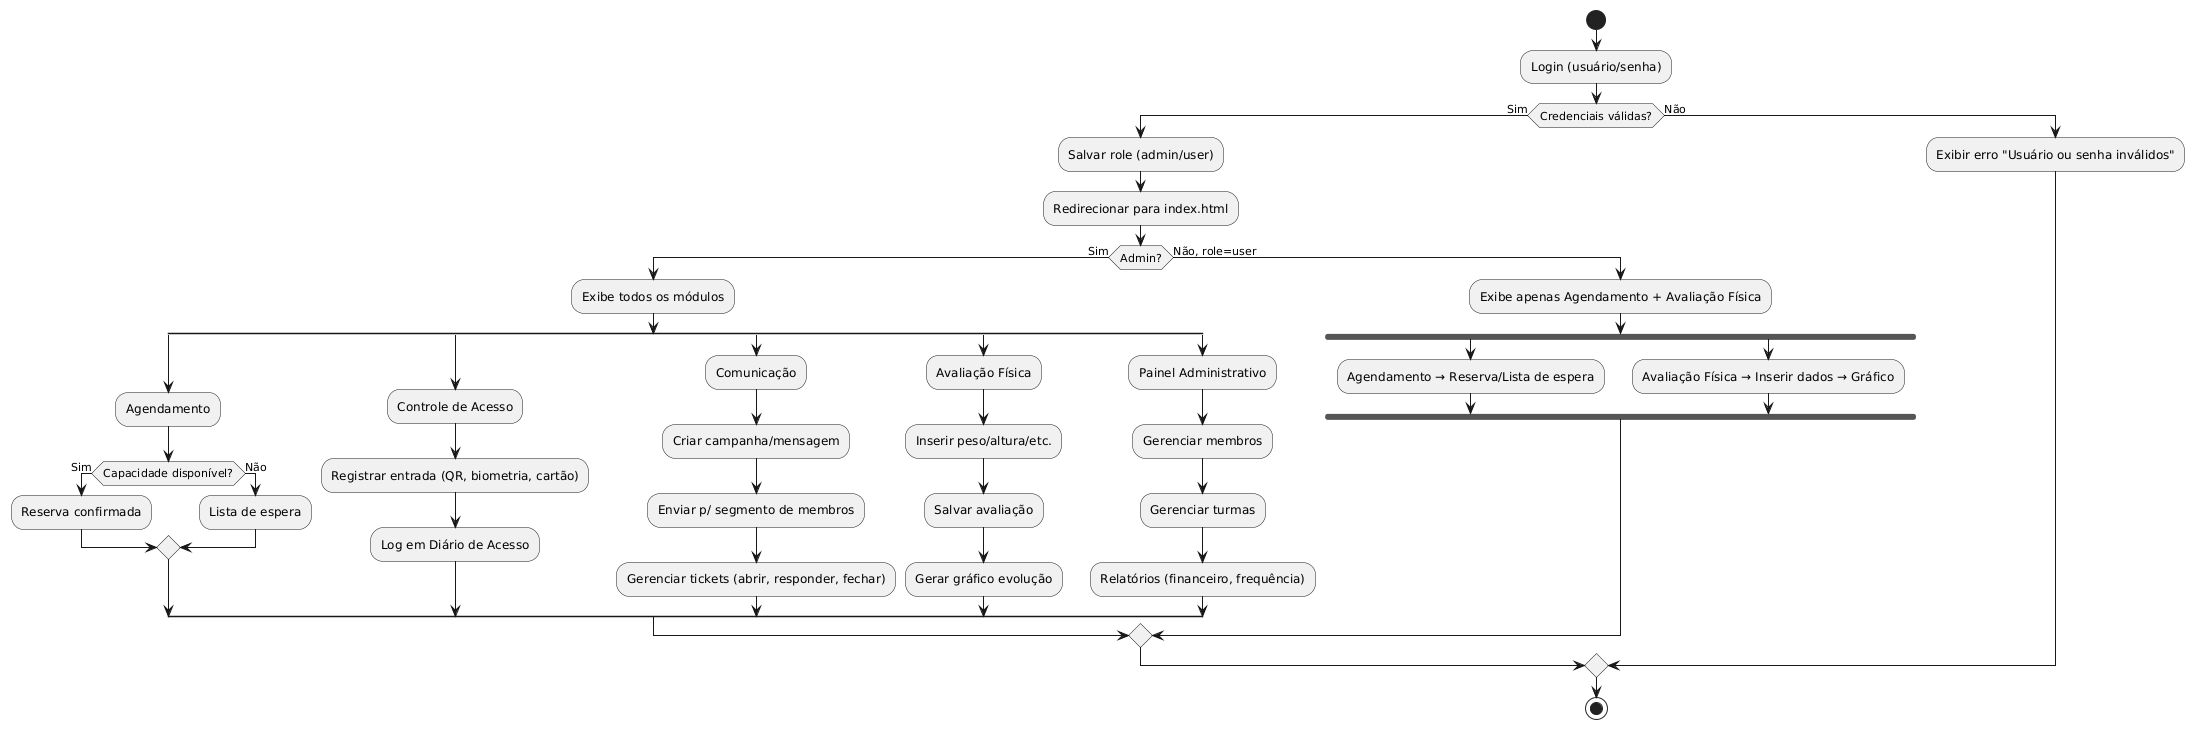 Login (usuário/senha)
Sim
Credenciais válidas?
Não
Salvar role (admin/user)
Exibir erro "Usuário ou senha inválidos"
Redirecionar para index.html
Sim
Admin?
Não, role=user
Exibe todos os módulos
Exibe apenas Agendamento + Avaliação Física
Agendamento
Sim
Capacidade disponível?
Não
Reserva confirmada
Lista de espera
Controle de Acesso
Registrar entrada (QR, biometria, cartão)
Log em Diário de Acesso
Comunicação
Criar campanha/mensagem
Enviar p/ segmento de membros
Gerenciar tickets (abrir, responder, fechar)
Avaliação Física
Inserir peso/altura/etc.
Salvar avaliação
Gerar gráfico evolução
Painel Administrativo
Gerenciar membros
Gerenciar turmas
Relatórios (financeiro, frequência)
Agendamento → Reserva/Lista de espera
Avaliação Física → Inserir dados → Gráfico